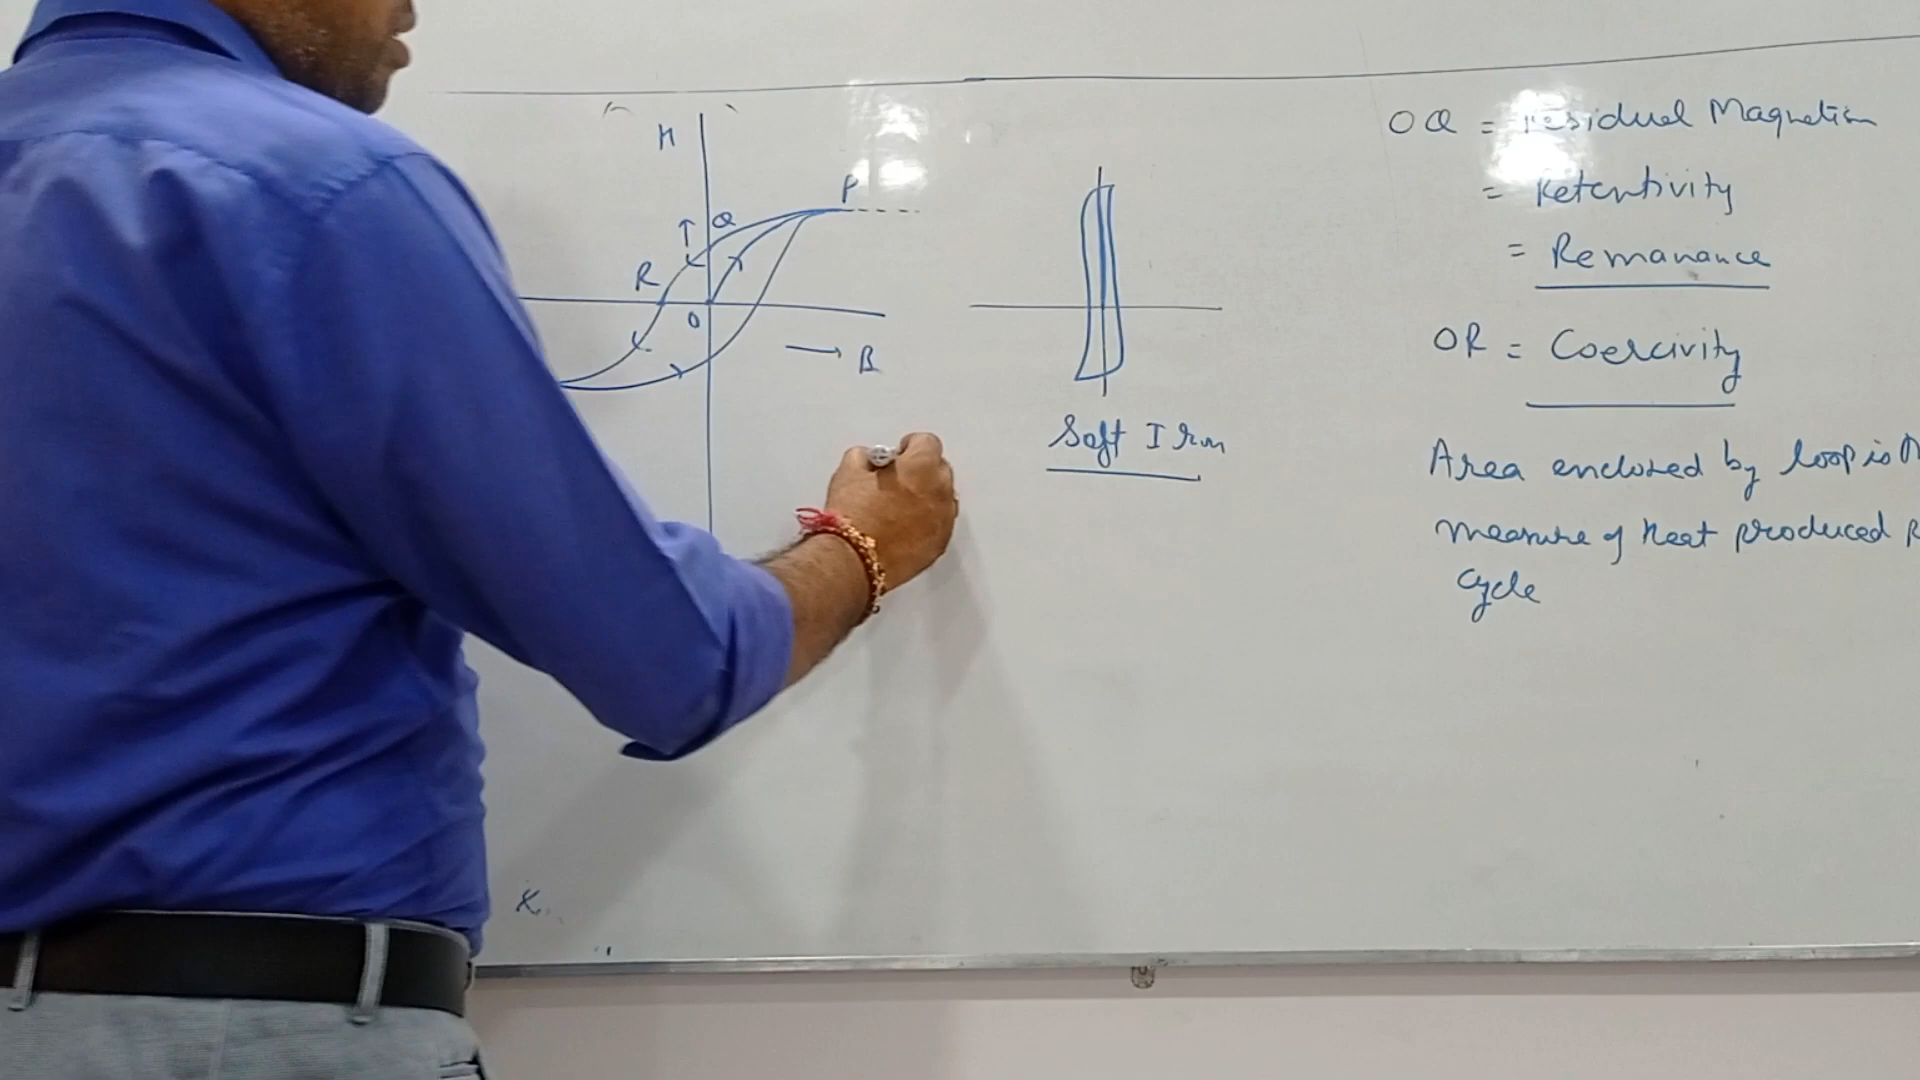 M
P
Q
R
O
B
Soft Iron
OQ = residual Magnetism
= Retentivity
= Remanance
OR = Coercivity
Area enclosed by loop is
measure of heat produced
cycle